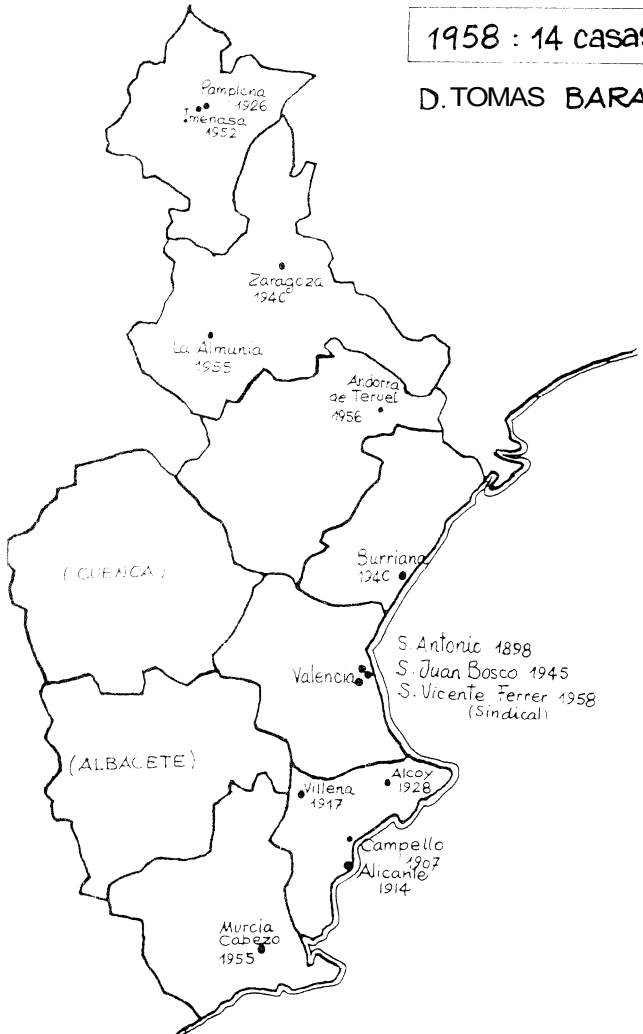 1958 : 14 casas
D. TOMAS BARA
Pamplona
1926
Imenasa
1952
Zaragoza
1940
La Almunia
1955
Andorra
de Teruel
1956
(CUENCA)
Burriana
1940
S. Antonio 1898
S. Juan Bosco 1945
S. Vicente Ferrer 1958
(Sindical)
Valencia
(ALBACETE)
Villena
1917
Alcoy
1928
Campello
1907
Alicante
1914
Murcia
Cabezo
1955